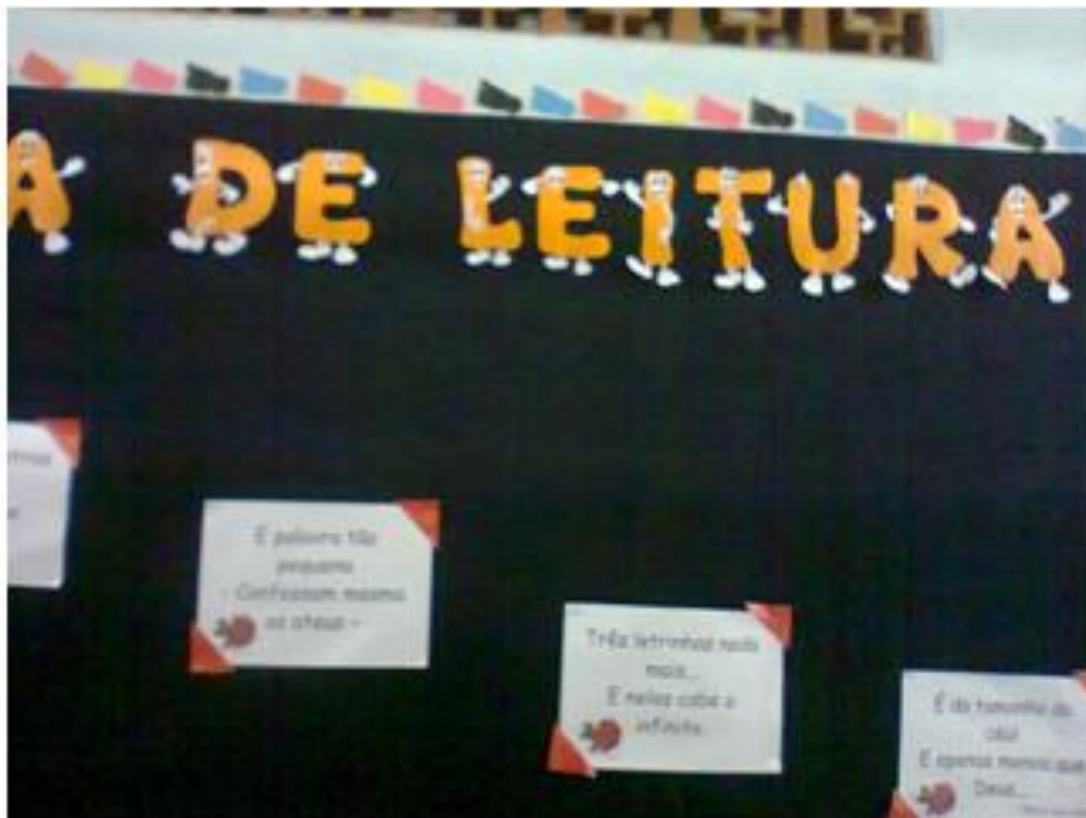 A DE LEITURA
É palavra tão
pequena
- Confessam mesmo
os ateus -
Três letrinhas nada
mais...
E nelas cabe o
infinito
É do tamanho do
céu!
E apenas menor que
Deus...